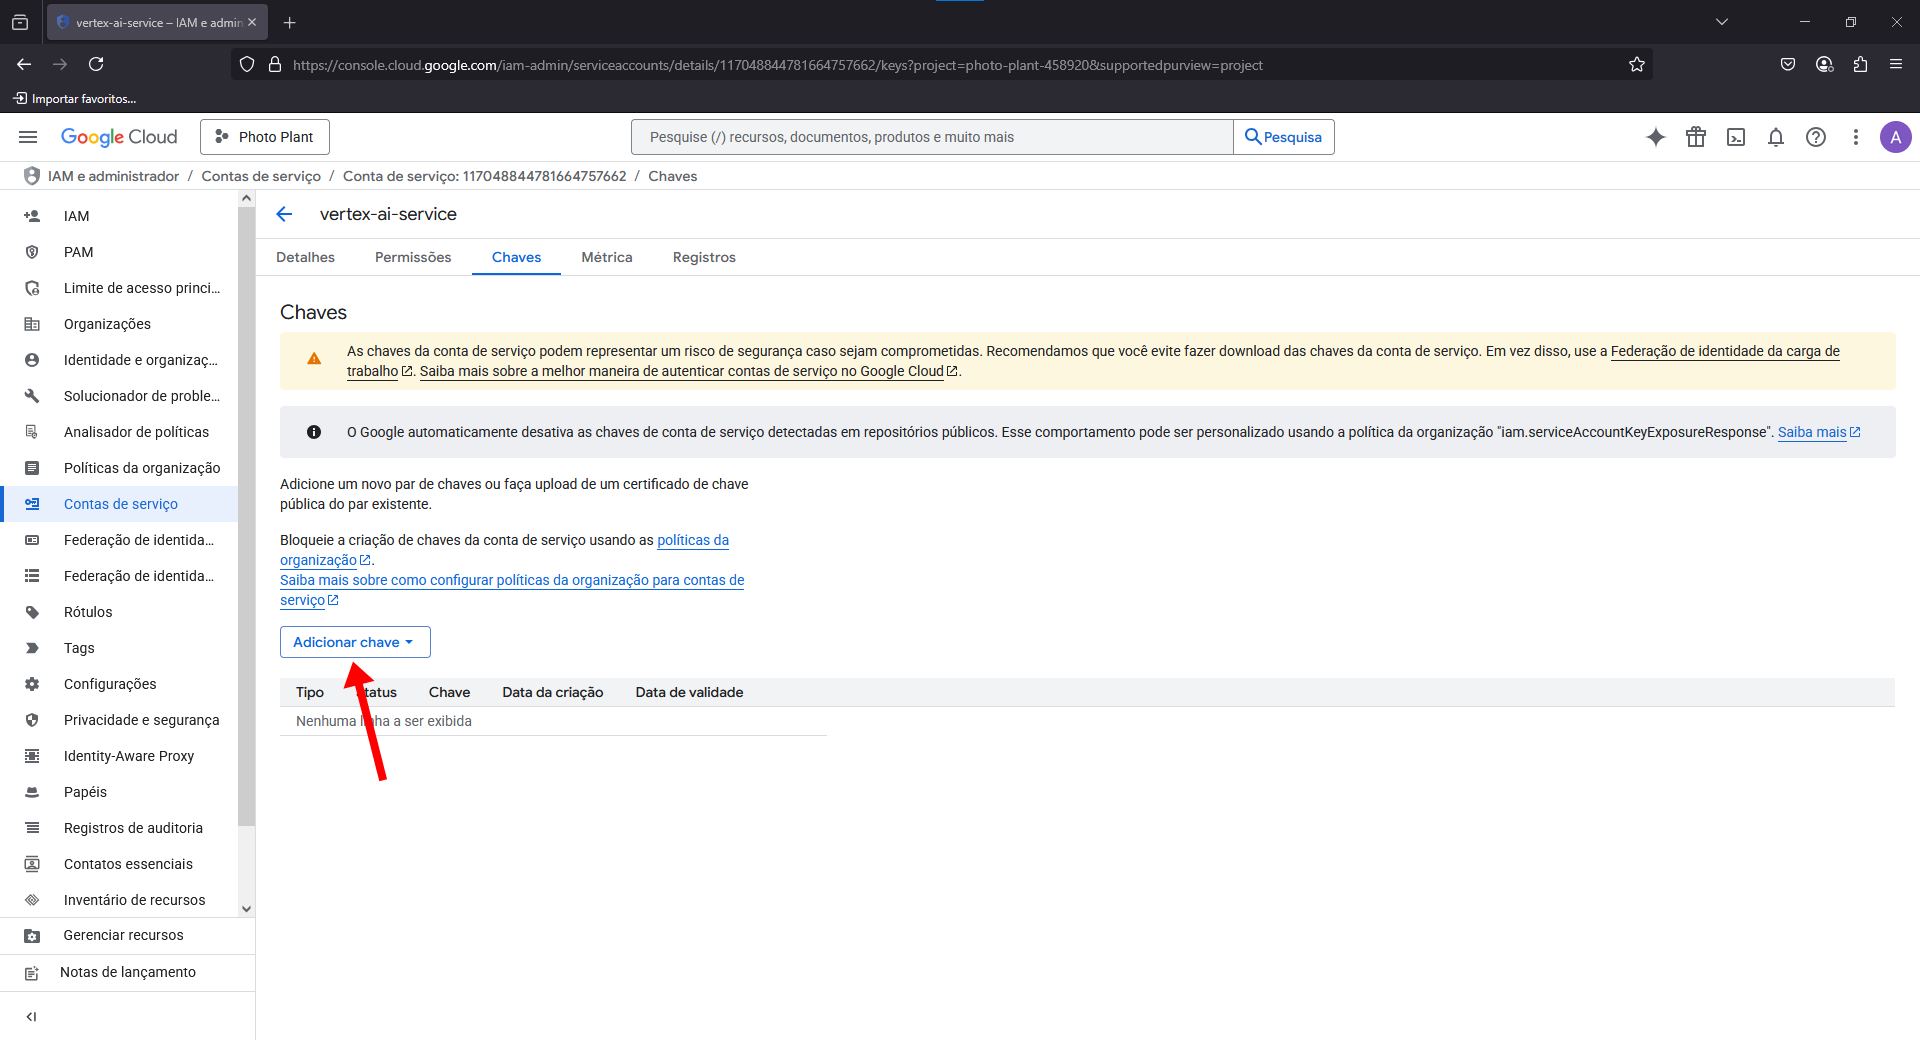 vertex-ai-service – IAM e admin
https://console.cloud.google.com/iam-admin/serviceaccounts/details/117048844781664757662/keys?project=photo-plant-458920&supportedpurview=project
Importar favoritos...
Google Cloud
Photo Plant
Pesquise (/) recursos, documentos, produtos e muito mais
Pesquisa
A
IAM e administrador / Contas de serviço / Conta de serviço: 117048844781664757662 / Chaves
IAM
PAM
Limite de acesso princi...
Organizações
Identidade e organizaç...
Solucionador de proble...
Analisador de políticas
Políticas da organização
Contas de serviço
Federação de identida...
Federação de identida...
Rótulos
Tags
Configurações
Privacidade e segurança
Identity-Aware Proxy
Papéis
Registros de auditoria
Contatos essenciais
Inventário de recursos
Gerenciar recursos
Notas de lançamento
vertex-ai-service
Detalhes
Permissões
Chaves
Métrica
Registros
Chaves
As chaves da conta de serviço podem representar um risco de segurança caso sejam comprometidas. Recomendamos que você evite fazer download das chaves da conta de serviço. Em vez disso, use a Federação de identidade da carga de
trabalho. Saiba mais sobre a melhor maneira de autenticar contas de serviço no Google Cloud.
O Google automaticamente desativa as chaves de conta de serviço detectadas em repositórios públicos. Esse comportamento pode ser personalizado usando a política da organização "iam.serviceAccountKeyExposureResponse". Saiba mais
Adicione um novo par de chaves ou faça upload de um certificado de chave
pública do par existente.
Bloqueie a criação de chaves da conta de serviço usando as políticas da
organização.
Saiba mais sobre como configurar políticas da organização para contas de
serviço
Adicionar chave
Tipo Status Chave Data da criação Data de validade
Nenhuma linha a ser exibida